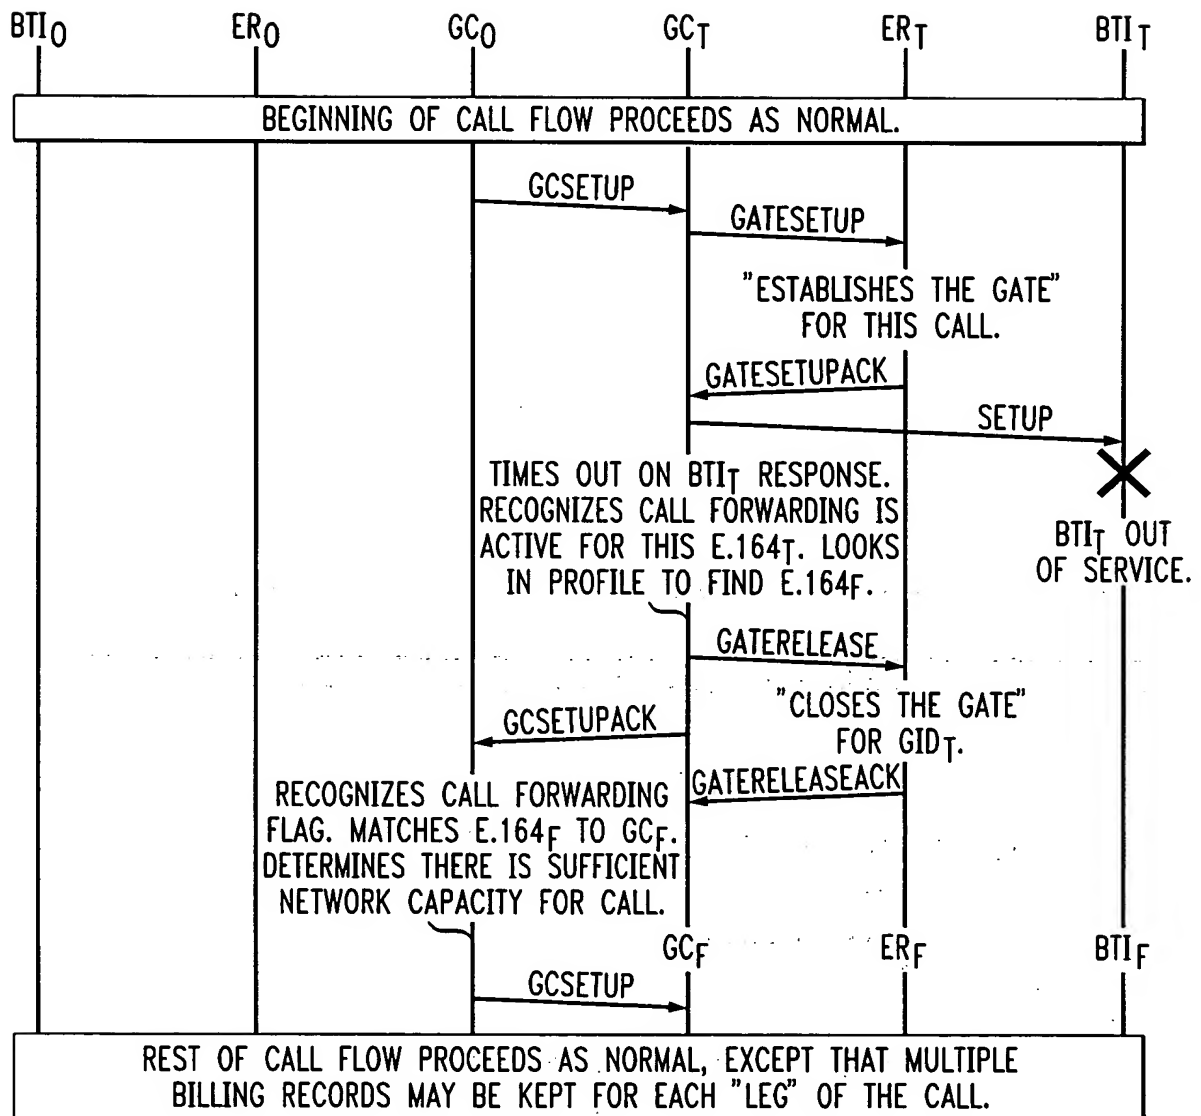 BTIO ERO GCO GCT ERT BTIT
BEGINNING OF CALL FLOW PROCEEDS AS NORMAL.
GCSETUP
GATESETUP
"ESTABLISHES THE GATE"
FOR THIS CALL.
GATESETUPACK
SETUP
TIMES OUT ON BTIT RESPONSE.
RECOGNIZES CALL FORWARDING IS
ACTIVE FOR THIS E.164T. LOOKS
IN PROFILE TO FIND E.164F.
BTIT OUT
OF SERVICE.
GATERELEASE
"CLOSES THE GATE"
FOR GIDT.
GCSETUPACK
GATERELEASEACK
RECOGNIZES CALL FORWARDING
FLAG. MATCHES E.164F TO GCF.
DETERMINES THERE IS SUFFICIENT
NETWORK CAPACITY FOR CALL.
GCF ERF BTIF
GCSETUP
REST OF CALL FLOW PROCEEDS AS NORMAL, EXCEPT THAT MULTIPLE
BILLING RECORDS MAY BE KEPT FOR EACH "LEG" OF THE CALL.